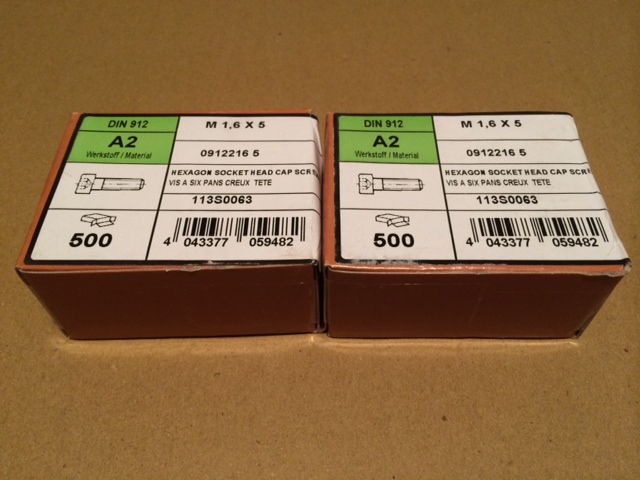 DIN 912
M 1,6 X 5
A2
Werkstoff / Material
0912216 5
HEXAGON SOCKET HEAD CAP SCR
VIS A SIX PANS CREUX TETE
113S0063
500
4 043377 059482
DIN 912
M 1,6 X 5
A2
Werkstoff / Material
0912216 5
HEXAGON SOCKET HEAD CAP SCR
VIS A SIX PANS CREUX TETE
113S0063
500
4 043377 059482